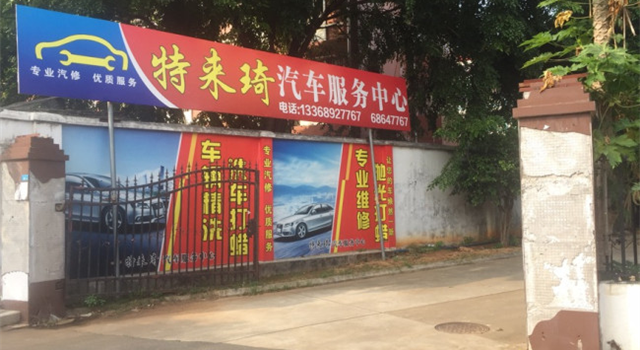 特来琦汽车服务中心
专业汽修 优质服务
电话:13368927767 68647767
车辆精洗
洗车打蜡
专业汽修 优质服务
专业维修
抛光打蜡